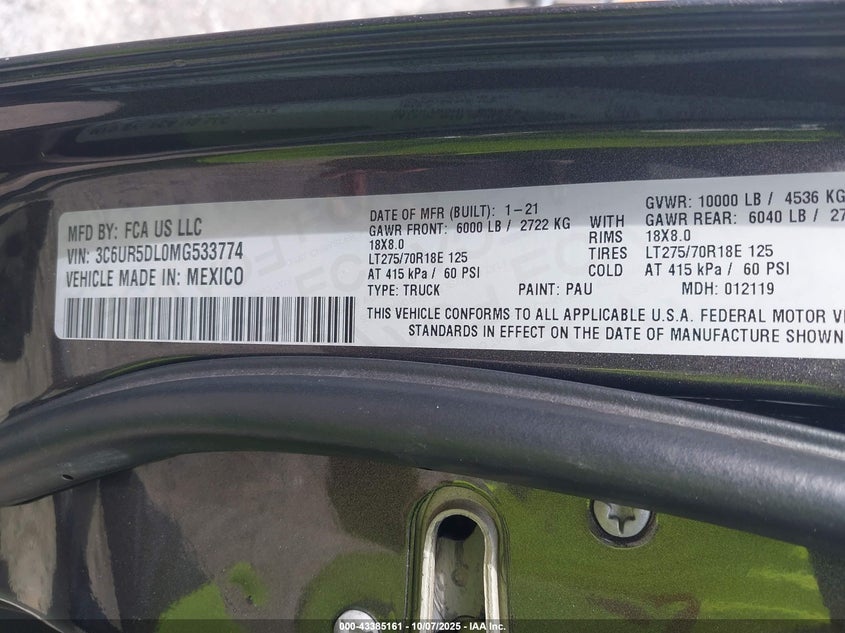 MFD BY: FCA US LLC
VIN: 3C6UR5DL0MG533774
VEHICLE MADE IN: MEXICO
DATE OF MFR (BUILT): 1-21
GAWR FRONT: 6000 LB / 2722 KG
18X8.0
LT275/70R18E 125
AT 415 kPa / 60 PSI
TYPE: TRUCK
WITH
RIMS
TIRES
COLD
PAINT: PAU
GVWR: 10000 LB / 4536 KG
GAWR REAR: 6040 LB / 27
18X8.0
LT275/70R18E 125
AT 415 kPa / 60 PSI
MDH: 012119
THIS VEHICLE CONFORMS TO ALL APPLICABLE U.S.A. FEDERAL MOTOR VE
STANDARDS IN EFFECT ON THE DATE OF MANUFACTURE SHOWN
000-43385161 - 10/07/2025 - IAA Inc.